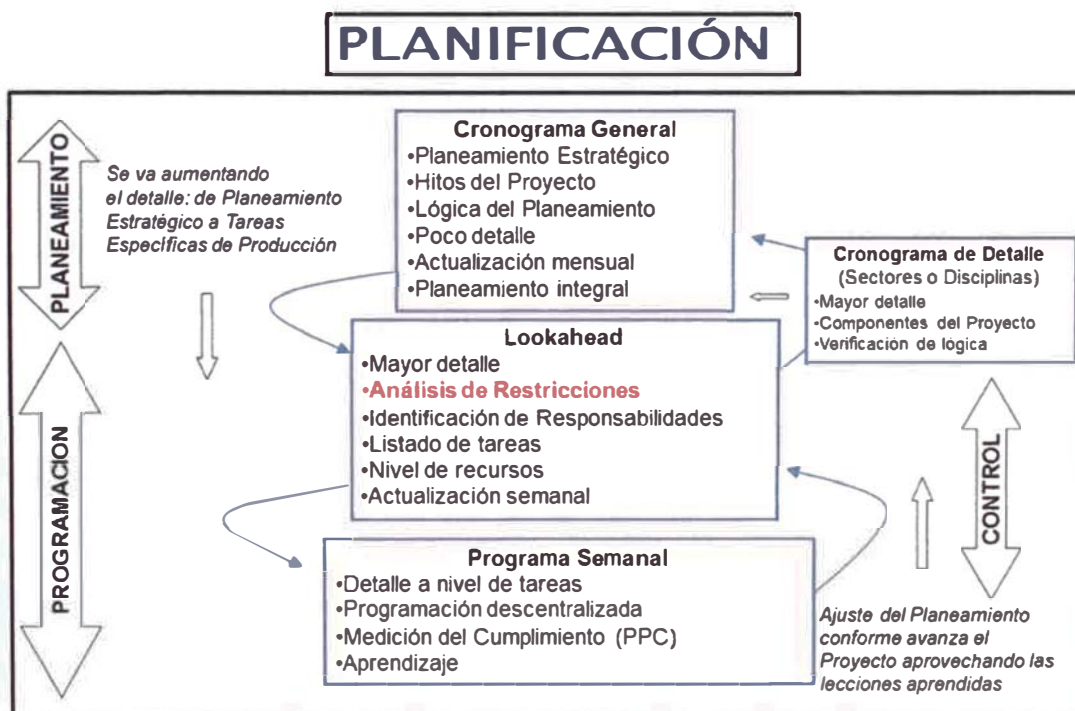 PLANIFICACIÓN
PLANEAMIENTO
Se va aumentando
el detalle: de Planeamiento
Estratégico a Tareas
Específicas de Producción
Cronograma General
•Planeamiento Estratégico
•Hitos del Proyecto
•Lógica del Planeamiento
•Poco detalle
•Actualización mensual
•Planeamiento integral
Cronograma de Detalle
(Sectores o Disciplinas)
•Mayor detalle
•Componentes del Proyecto
•Verificación de lógica
PROGRAMACION
Lookahead
•Mayor detalle
•Análisis de Restricciones
•Identificación de Responsabilidades
•Listado de tareas
•Nivel de recursos
•Actualización semanal
CONTROL
Programa Semanal
•Detalle a nivel de tareas
•Programación descentralizada
•Medición del Cumplimiento (PPC)
•Aprendizaje
Ajuste del Planeamiento
conforme avanza el
Proyecto aprovechando las
lecciones aprendidas